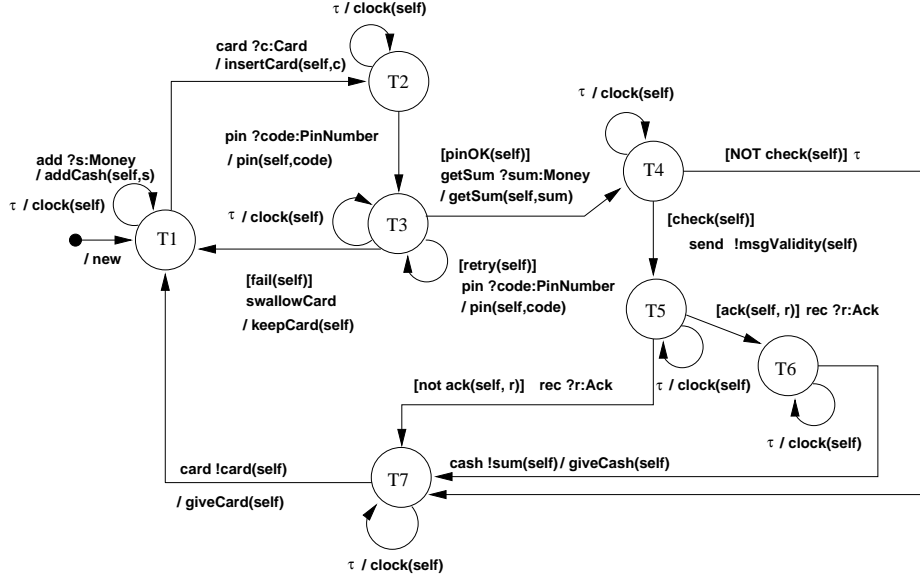 τ / clock(self)
card ?c:Card
/ insertCard(self,c)
T2
τ / clock(self)
pin ?code:PinNumber
/ pin(self,code)
[pinOK(self)]
getSum ?sum:Money
/ getSum(self,sum)
T4
[NOT check(self)] τ
add ?s:Money
/ addCash(self,s)
τ / clock(self)
T1
/ new
τ / clock(self)
T3
[check(self)]
send !msgValidity(self)
[fail(self)]
swallowCard
/ keepCard(self)
[retry(self)]
pin ?code:PinNumber
/ pin(self,code)
T5
[ack(self, r)] rec ?r:Ack
T6
τ / clock(self)
[not ack(self, r)] rec ?r:Ack
τ / clock(self)
card !card(self)
/ giveCard(self)
T7
cash !sum(self) / giveCash(self)
τ / clock(self)